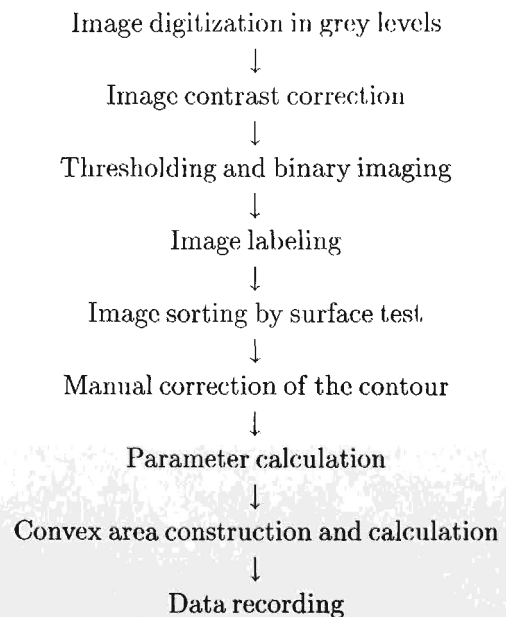 Image digitization in grey levels
↓
Image contrast correction
↓
Thresholding and binary imaging
↓
Image labeling
↓
Image sorting by surface test
↓
Manual correction of the contour
↓
Parameter calculation
↓
Convex area construction and calculation
↓
Data recording